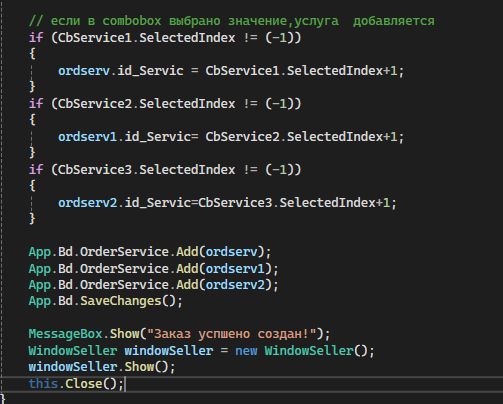 // если в combobox выбрано значение,услуга  добавляется
if (CbService1.SelectedIndex != (-1))
{
ordserv.id_Servic = CbService1.SelectedIndex+1;
}
if (CbService2.SelectedIndex != (-1))
{
ordserv1.id_Servic= CbService2.SelectedIndex+1;
}
if (CbService3.SelectedIndex != (-1))
{
ordserv2.id_Servic=CbService3.SelectedIndex+1;
}
App.Bd.OrderService.Add(ordserv);
App.Bd.OrderService.Add(ordserv1);
App.Bd.OrderService.Add(ordserv2);
App.Bd.SaveChanges();
MessageBox.Show("Заказ успшено создан!");
WindowSeller windowSeller = new WindowSeller();
windowSeller.Show();
this.Close();
}